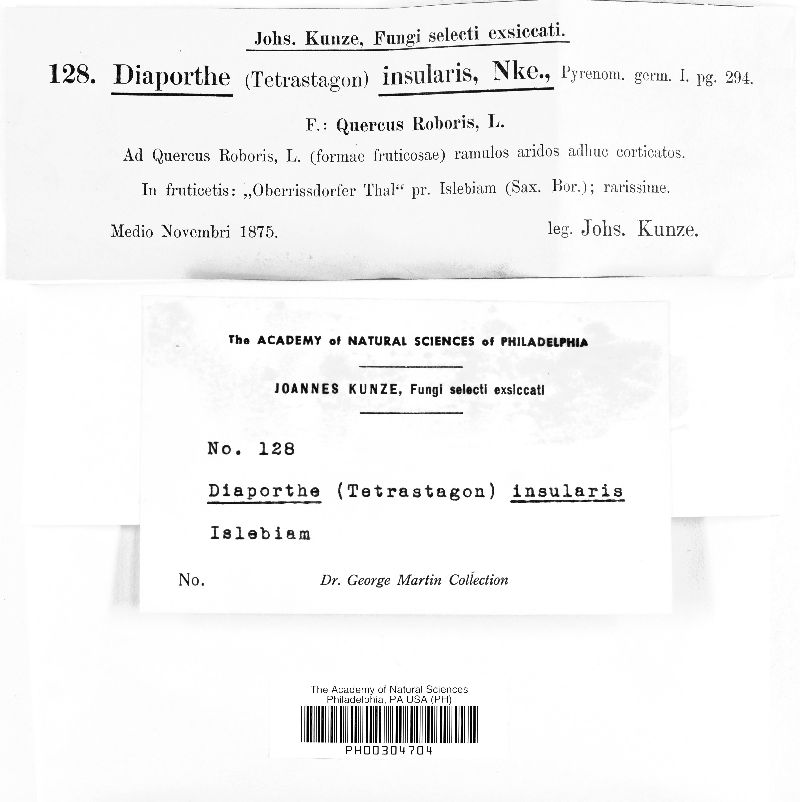 Johs. Kunze, Fungi selecti exsiccati.
128. Diaporthe (Tetrastagon) insularis, Nke., Pyrenom. germ. I. pg. 294.
F.: Quercus Roboris, L.
Ad Quercus Roboris, L. (formae fruticosae) ramulos aridos adhuc corticatos.
In fruticetis: „Oberrissdorfer Thal“ pr. Islebiam (Sax. Bor.); rarissime.
Medio Novembri 1875. leg. Johs. Kunze.
The ACADEMY of NATURAL SCIENCES of PHILADELPHIA
JOANNES KUNZE, Fungi selecti exsiccati
No. 128
Diaporthe (Tetrastagon) insularis
Islebiam
No. Dr. George Martin Collection
The Academy of Natural Sciences
Philadelphia, PA USA (PH)
PH00304704